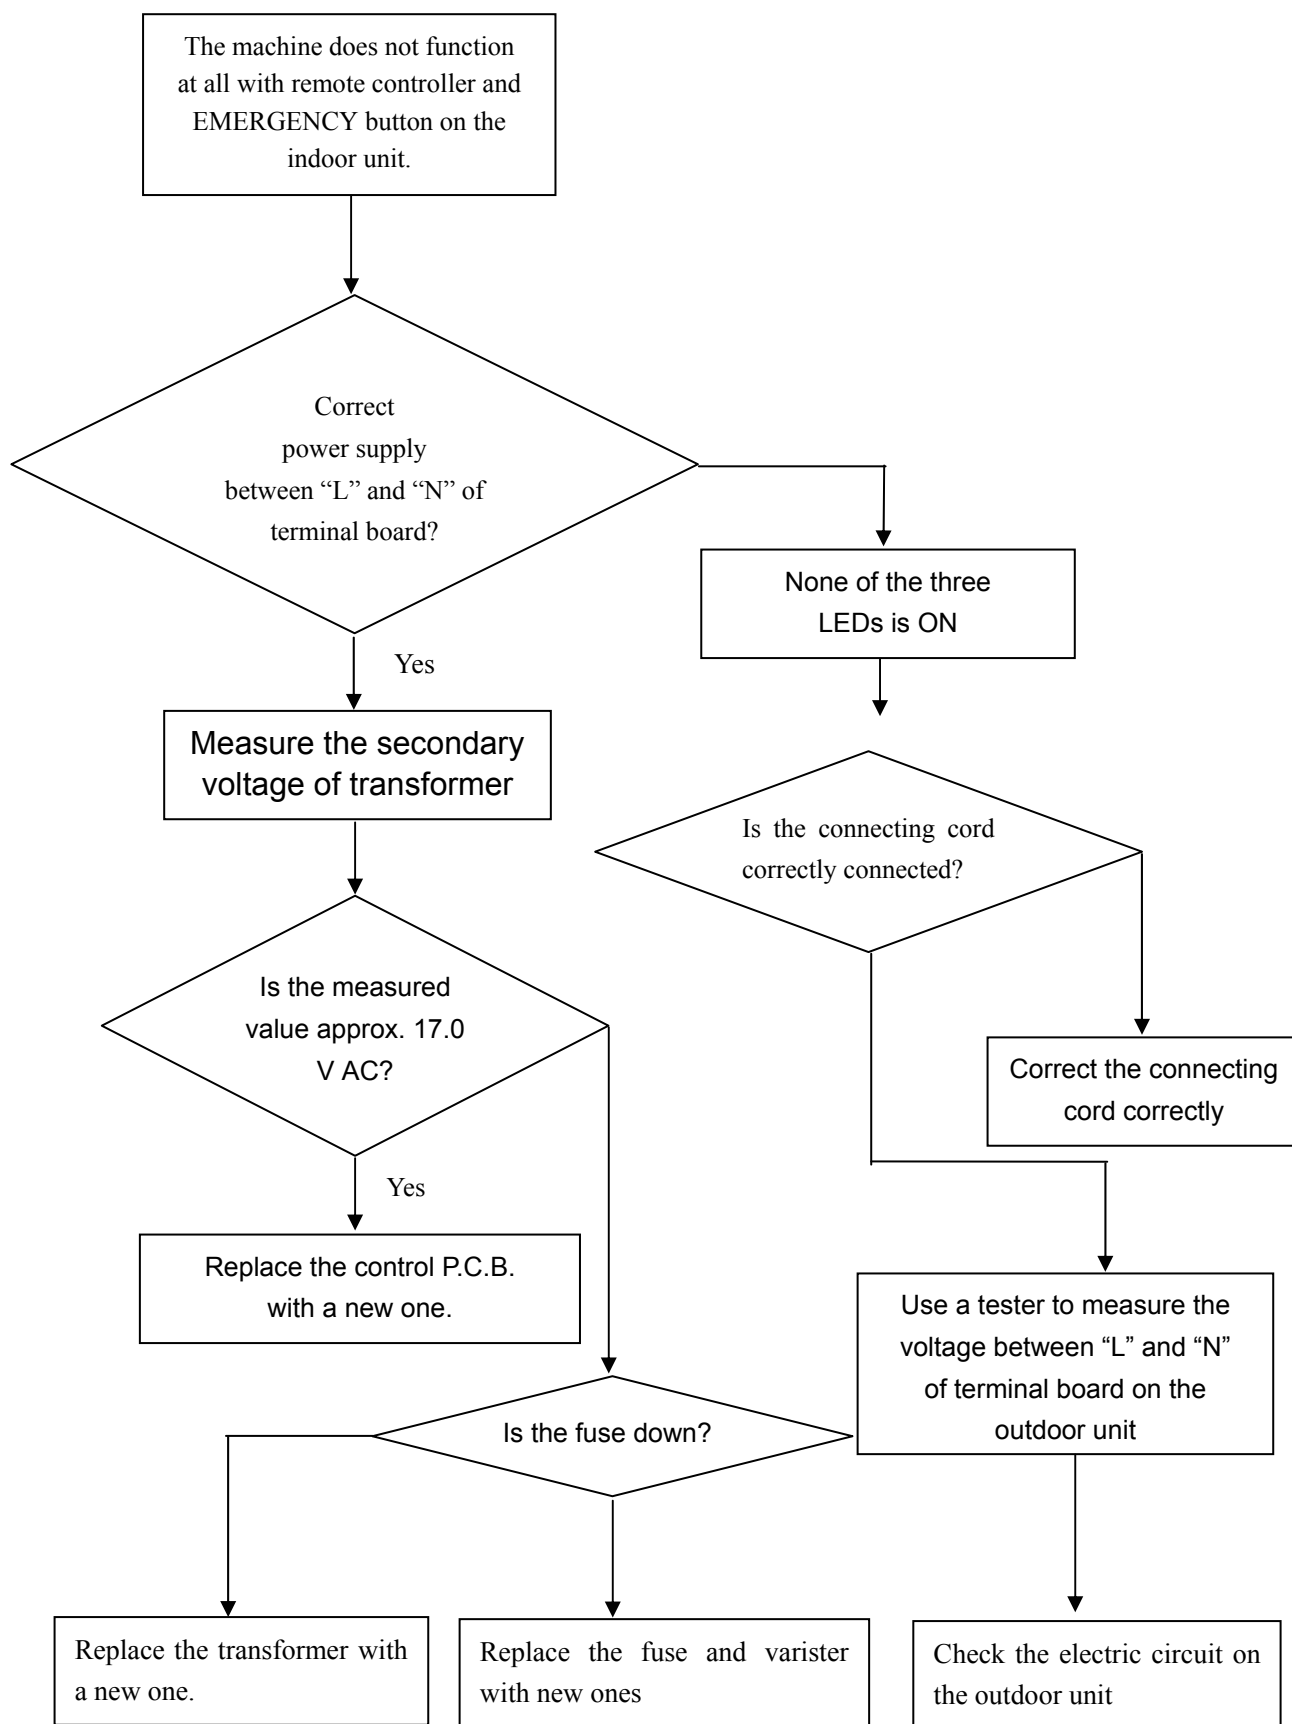 The machine does not function
at all with remote controller and
EMERGENCY button on the
indoor unit.
Correct
power supply
between “L” and “N” of
terminal board?
None of the three
LEDs is ON
Yes
Measure the secondary
voltage of transformer
Is the connecting cord
correctly connected?
Is the measured
value approx. 17.0
V AC?
Correct the connecting
cord correctly
Yes
Replace the control P.C.B.
with a new one.
Use a tester to measure the
voltage between “L” and “N”
of terminal board on the
outdoor unit
Is the fuse down?
Replace the transformer with
a new one.
Replace the fuse and varister
with new ones
Check the electric circuit on
the outdoor unit